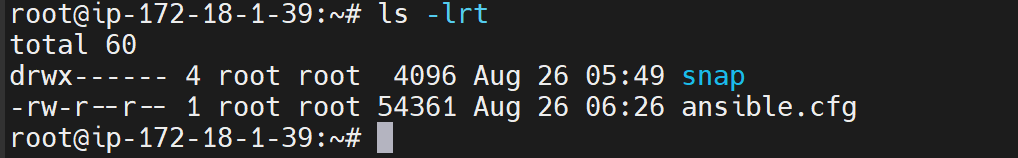 root@ip-172-18-1-39:~# ls -lrt
total 60
drwx------ 4 root root  4096 Aug 26 05:49 snap
-rw-r--r-- 1 root root 54361 Aug 26 06:26 ansible.cfg
root@ip-172-18-1-39:~#